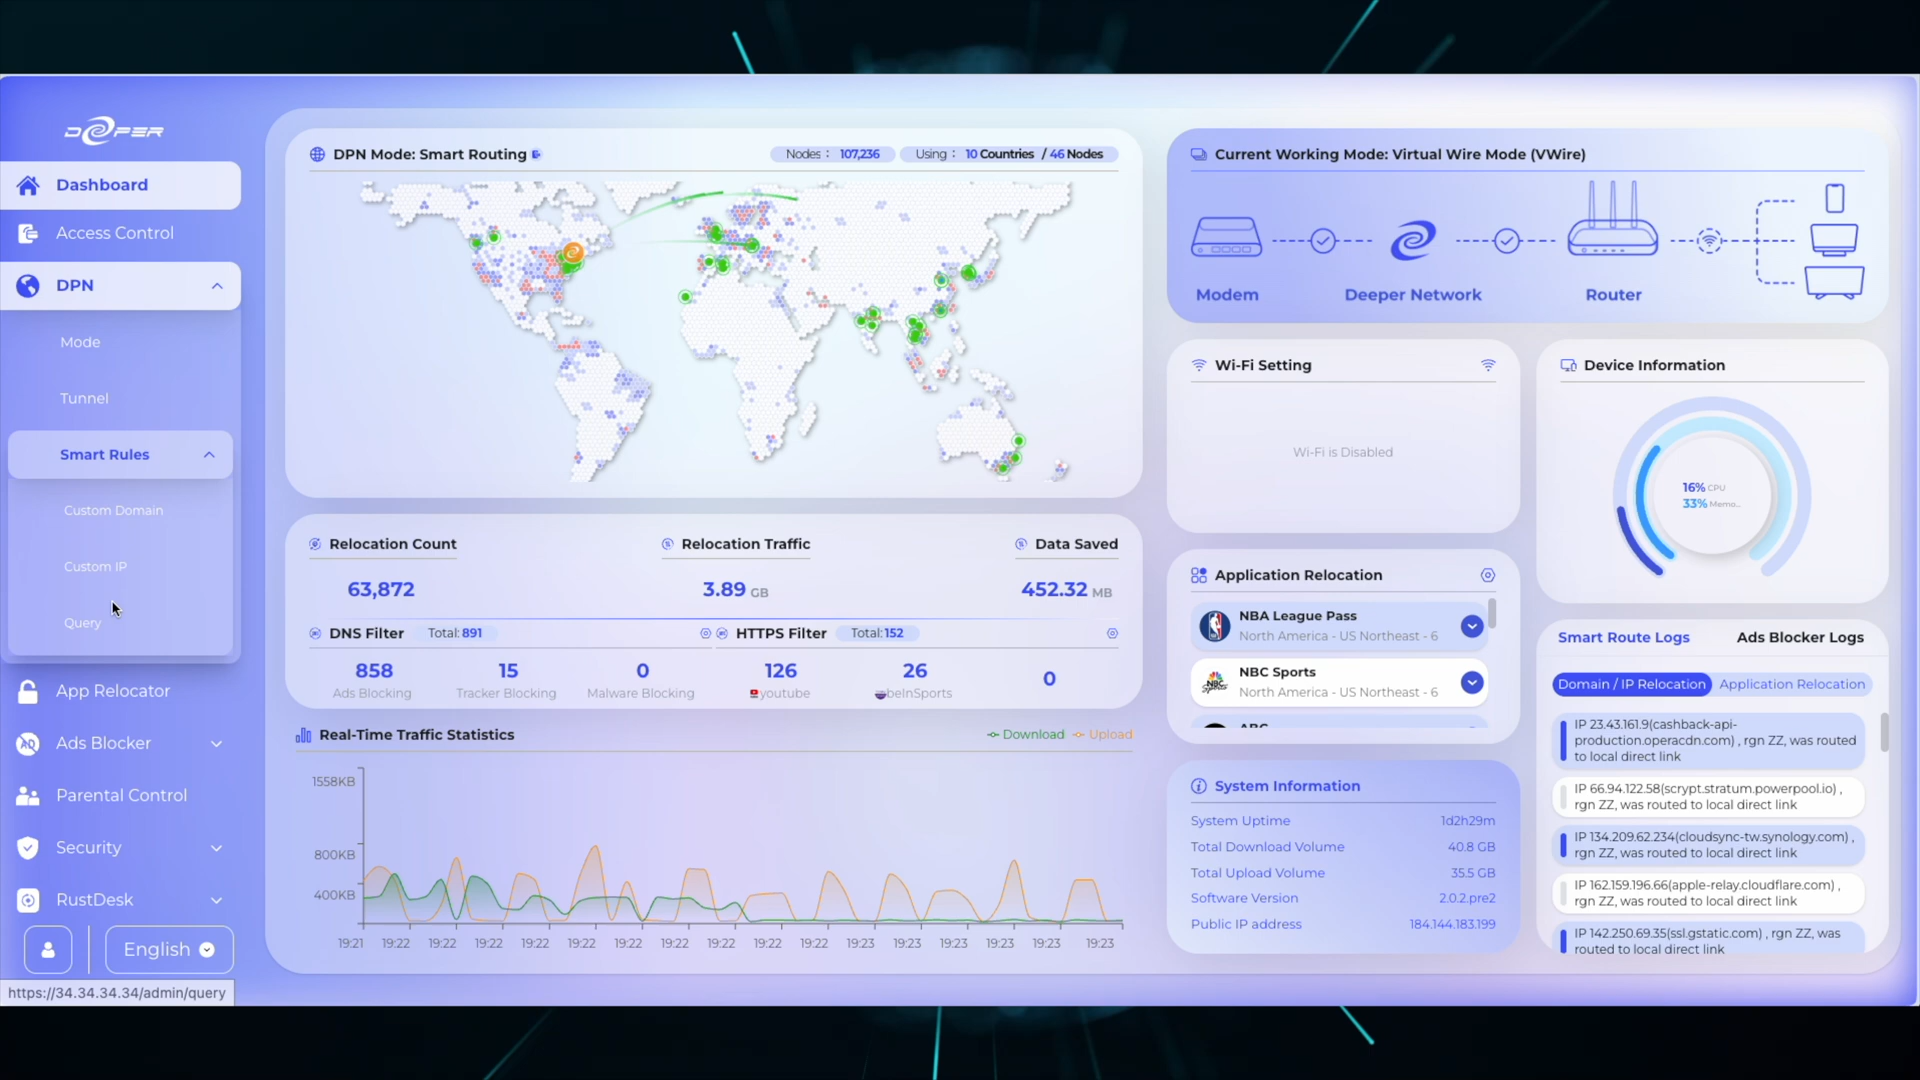 DEEPER
Dashboard
Access Control
DPN
Mode
Tunnel
Smart Rules
Custom Domain
Custom IP
Query
App Relocator
AD
Ads Blocker
Parental Control
Security
RustDesk
English
https://34.34.34.34/admin/query
DPN Mode: Smart Routing
Nodes : 107,236
Using : 10 Countries / 46 Nodes
Relocation Count
63,872
Relocation Traffic
3.89 GB
Data Saved
452.32 MB
DNS Filter
Total: 891
HTTPS Filter
Total: 152
858
Ads Blocking
15
Tracker Blocking
0
Malware Blocking
126
youtube
26
beInSports
0
Real-Time Traffic Statistics
Download
Upload
1558KB
800KB
400KB
19:21 19:22 19:22 19:22 19:22 19:22 19:22 19:22 19:22 19:22 19:23 19:23 19:23 19:23 19:23 19:23 19:23
Current Working Mode: Virtual Wire Mode (VWire)
Modem
Deeper Network
Router
Wi-Fi Setting
Wi-Fi is Disabled
Device Information
16% CPU
33% Memo...
Application Relocation
NBA League Pass
North America - US Northeast - 6
NBC Sports
NBC Sports
North America - US Northeast - 6
ABC
System Information
System Uptime 1d2h29m
Total Download Volume 40.8 GB
Total Upload Volume 35.5 GB
Software Version 2.0.2.pre2
Public IP address 184.144.183.199
Smart Route Logs
Ads Blocker Logs
Domain / IP Relocation
Application Relocation
IP 23.43.161.9(cashback-api-
production.operacdn.com) , rgn ZZ, was routed
to local direct link
IP 66.94.122.58(scrypt.stratum.powerpool.io) ,
rgn ZZ, was routed to local direct link
IP 134.209.62.234(cloudsync-tw.synology.com) ,
rgn ZZ, was routed to local direct link
IP 162.159.196.66(apple-relay.cloudflare.com) ,
rgn ZZ, was routed to local direct link
IP 142.250.69.35(ssl.gstatic.com) , rgn ZZ, was
routed to local direct link